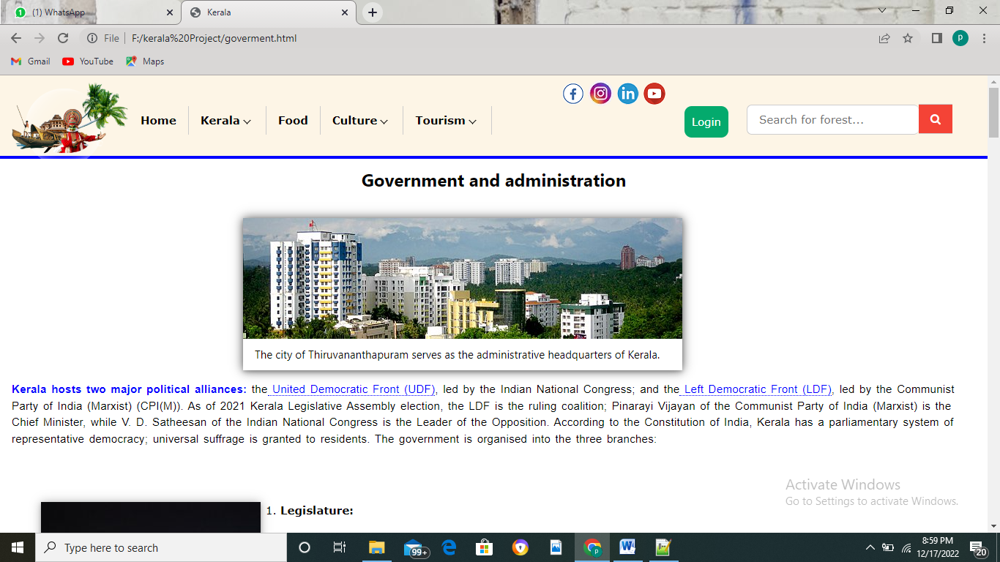 (1) WhatsApp
Kerala
File F:/kerala%20Project/goverment.html
P
Gmail YouTube Maps
Home Kerala Food Culture Tourism
Login
Search for forest...
Government and administration
The city of Thiruvananthapuram serves as the administrative headquarters of Kerala.
Kerala hosts two major political alliances: the United Democratic Front (UDF), led by the Indian National Congress; and the Left Democratic Front (LDF), led by the Communist
Party of India (Marxist) (CPI(M)). As of 2021 Kerala Legislative Assembly election, the LDF is the ruling coalition; Pinarayi Vijayan of the Communist Party of India (Marxist) is the
Chief Minister, while V. D. Satheesan of the Indian National Congress is the Leader of the Opposition. According to the Constitution of India, Kerala has a parliamentary system of
representative democracy; universal suffrage is granted to residents. The government is organised into the three branches:
1. Legislature:
Activate Windows
Go to Settings to activate Windows.
Type here to search
99+
8:59 PM
12/17/2022
20